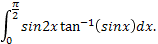 ∫₀^{π/2} sin2x tan⁻¹(sinx)dx.